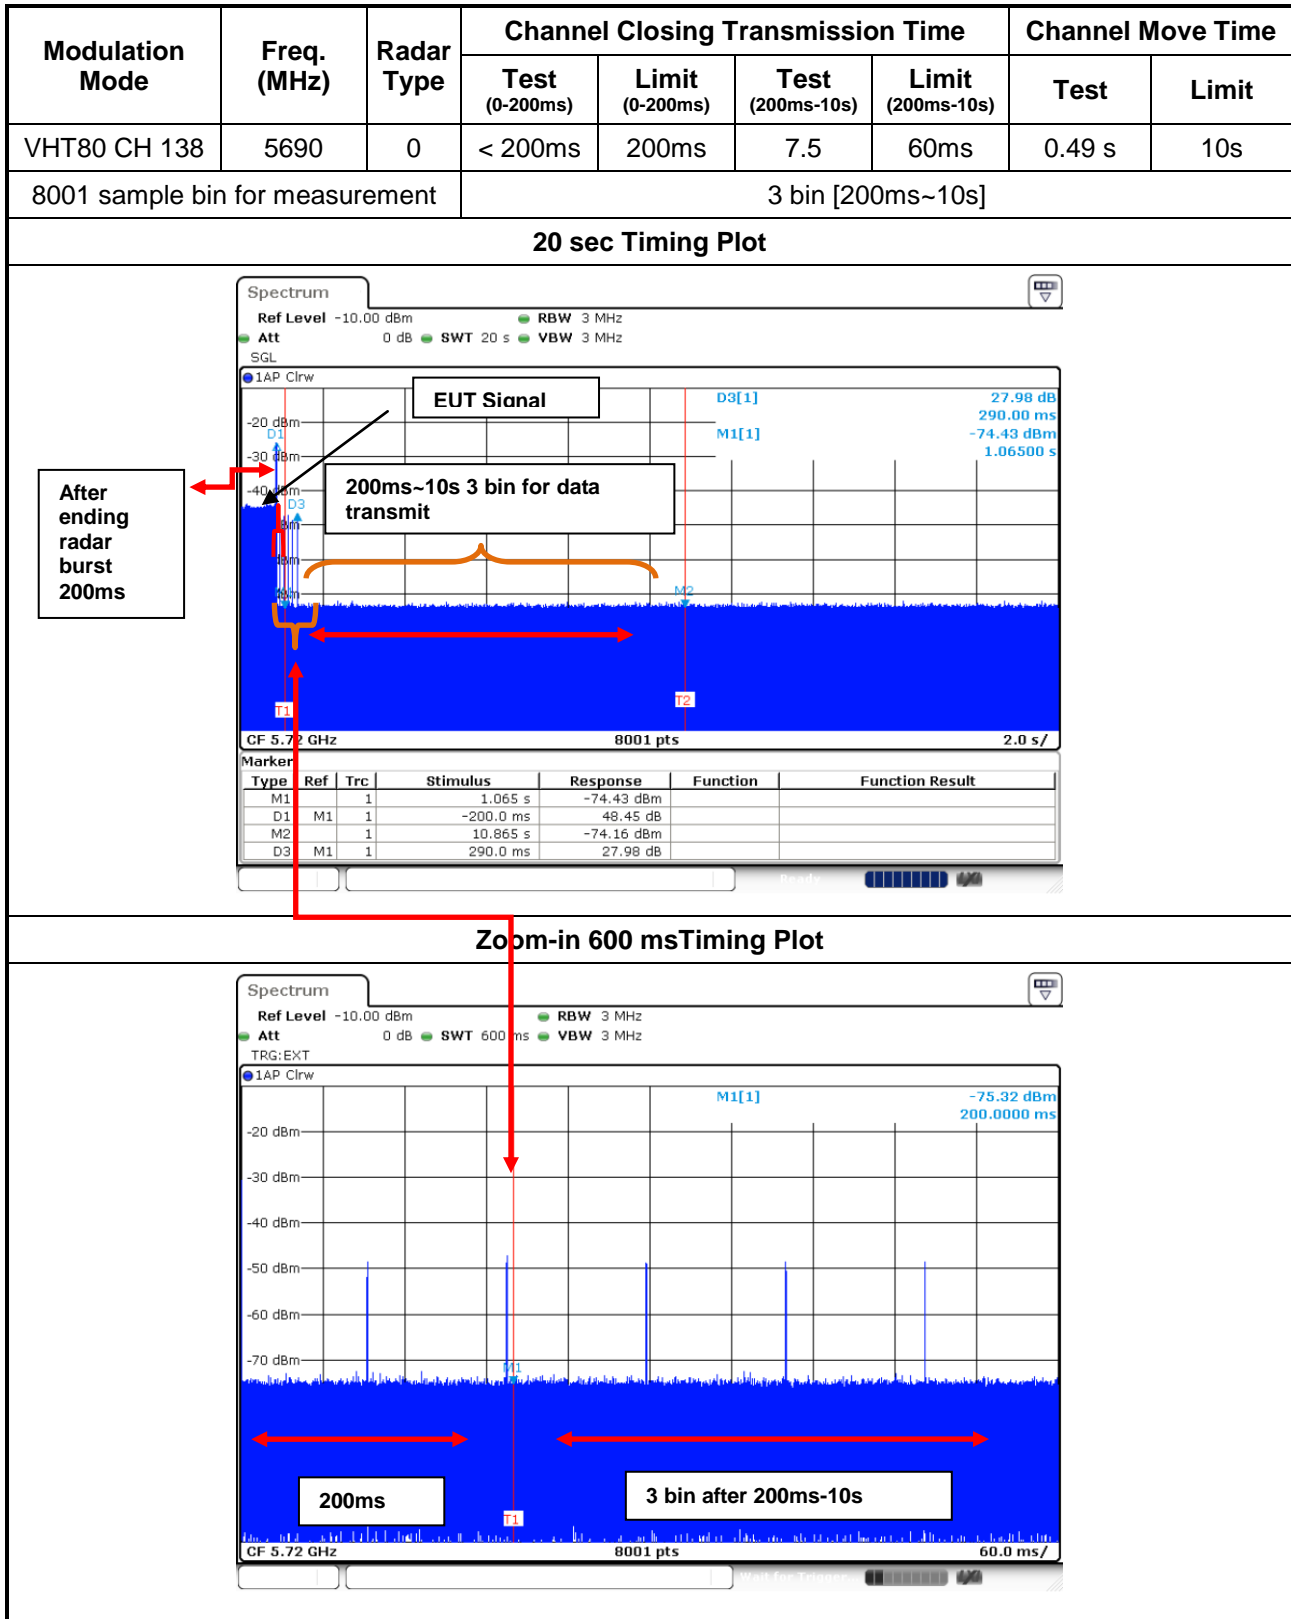 Modulation Mode Freq. (MHz) Radar Type Channel Closing Transmission Time Channel Move Time
Test (0-200ms) Limit (0-200ms) Test (200ms-10s) Limit (200ms-10s) Test Limit
VHT80 CH 138 5690 0 < 200ms 200ms 7.5 60ms 0.49 s 10s
8001 sample bin for measurement 3 bin [200ms~10s]
20 sec Timing Plot
Spectrum
Ref Level -10.00 dBm RBW 3 MHz
Att 0 dB SWT 20 s VBW 3 MHz
SGL
1AP Clrw
D3[1] 27.98 dB
290.00 ms
M1[1] -74.43 dBm
1.06500 s
EUT Signal
-20 dBm
D1
-30 dBm
-40 dBm
D3
200ms~10s 3 bin for data
transmit
After
ending
radar
burst
200ms
M2
T1
T2
CF 5.72 GHz 8001 pts 2.0 s/
Marker
Type Ref Trc Stimulus Response Function Function Result
M1 1 1.065 s -74.43 dBm
D1 M1 1 -200.0 ms 48.45 dB
M2 1 10.865 s -74.16 dBm
D3 M1 1 290.0 ms 27.98 dB
Ready
Zoom-in 600 msTiming Plot
Spectrum
Ref Level -10.00 dBm RBW 3 MHz
Att 0 dB SWT 600 ms VBW 3 MHz
TRG:EXT
1AP Clrw
M1[1] -75.32 dBm
200.0000 ms
-20 dBm
-30 dBm
-40 dBm
-50 dBm
-60 dBm
-70 dBm
M1
200ms
3 bin after 200ms-10s
T1
CF 5.72 GHz 8001 pts 60.0 ms/
Wait for Trigger...